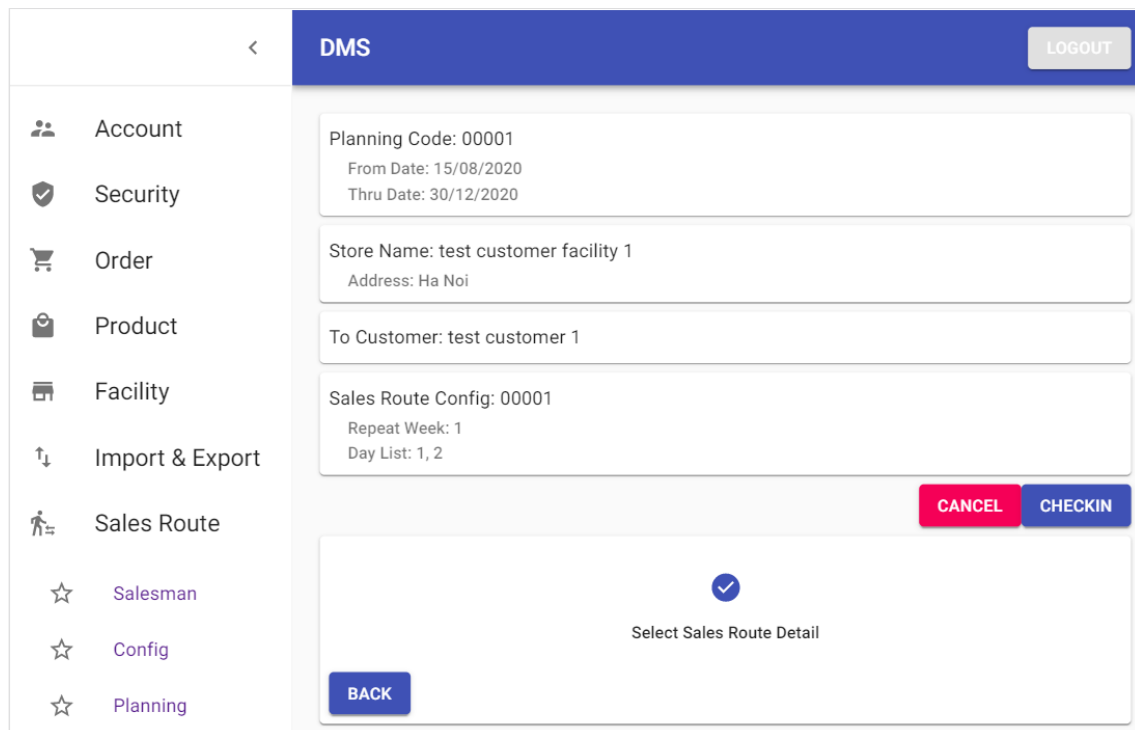 DMS
LOGOUT
Account
Security
Order
Product
Facility
Import & Export
Sales Route
Salesman
Config
Planning
Planning Code: 00001
From Date: 15/08/2020
Thru Date: 30/12/2020
Store Name: test customer facility 1
Address: Ha Noi
To Customer: test customer 1
Sales Route Config: 00001
Repeat Week: 1
Day List: 1, 2
CANCEL
CHECKIN
Select Sales Route Detail
BACK